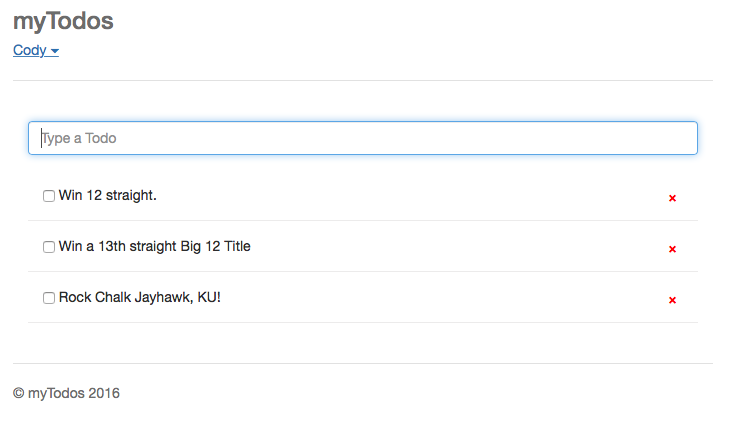 myTodos
Cody
Type a Todo
Win 12 straight.
Win a 13th straight Big 12 Title
Rock Chalk Jayhawk, KU!
© myTodos 2016